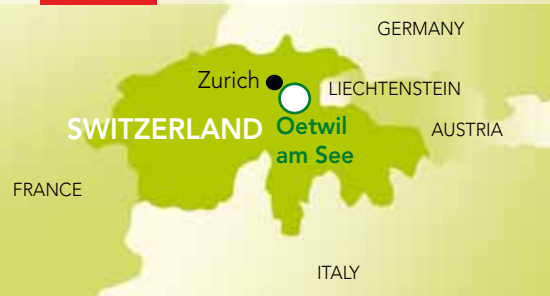 GERMANY
Zurich
LIECHTENSTEIN
SWITZERLAND
Oetwil
am See
AUSTRIA
FRANCE
ITALY